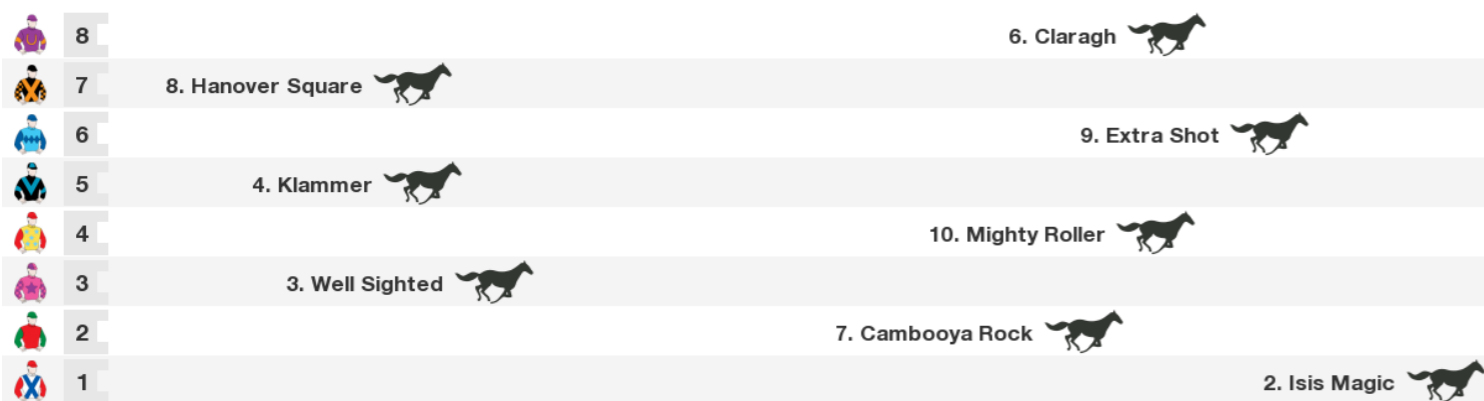 8 6. Claragh
7 8. Hanover Square
6 9. Extra Shot
5 4. Klammer
4 10. Mighty Roller
3 3. Well Sighted
2 7. Cambooya Rock
1 2. Isis Magic